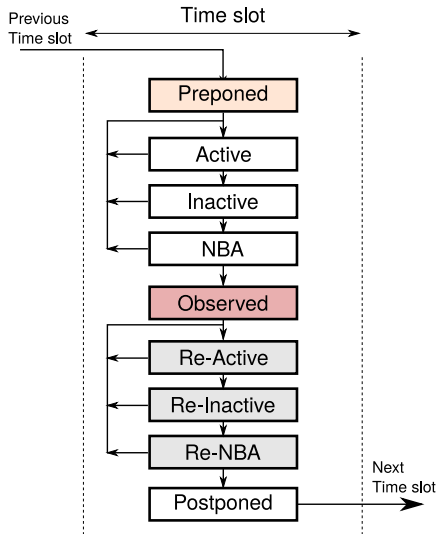 Previous
Time slot
Time slot
Preponed
Active
Inactive
NBA
Observed
Re-Active
Re-Inactive
Re-NBA
Postponed
Next
Time slot